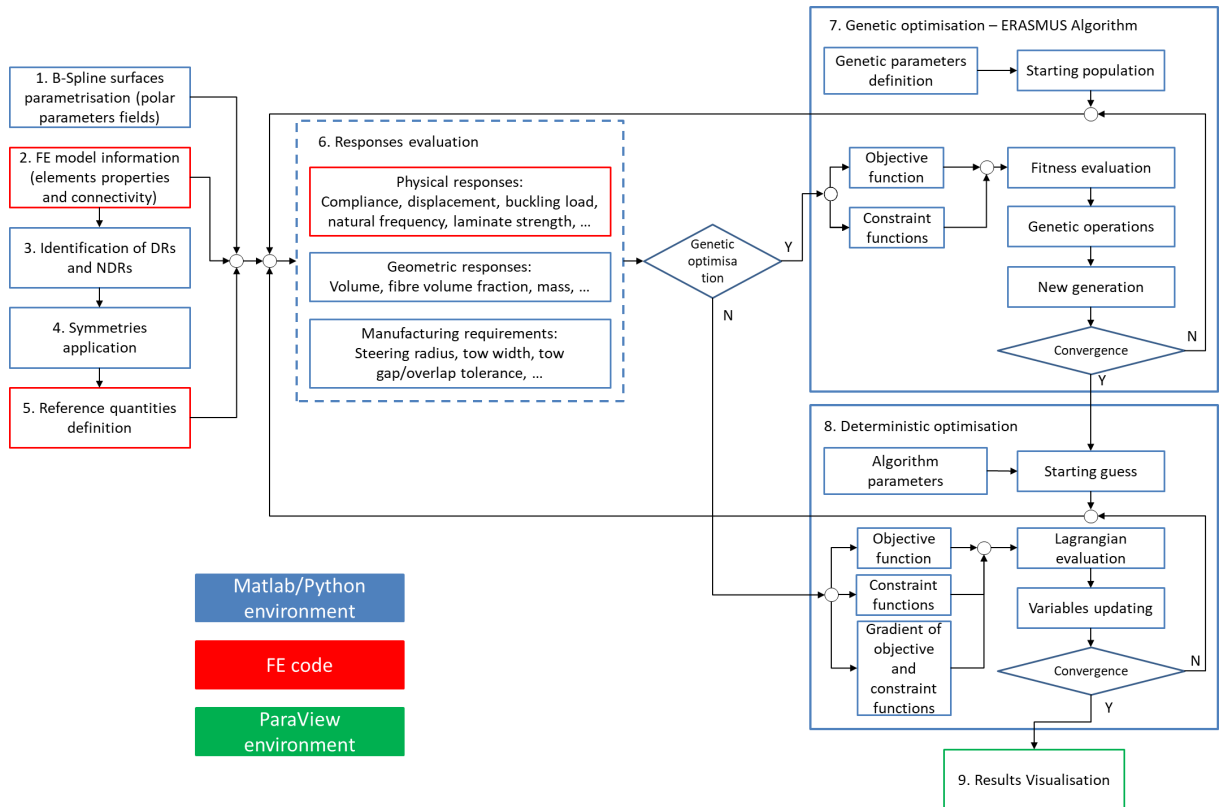 1. B-Spline surfaces
parametrisation (polar
parameters fields)
2. FE model information
(elements properties
and connectivity)
3. Identification of DRs
and NDRs
4. Symmetries
application
5. Reference quantities
definition
6. Responses evaluation
Physical responses:
Compliance, displacement, buckling load,
natural frequency, laminate strength, ...
Geometric responses:
Volume, fibre volume fraction, mass, ...
Manufacturing requirements:
Steering radius, tow width, tow
gap/overlap tolerance, ...
Genetic
optimisa
tion
Y
N
7. Genetic optimisation – ERASMUS Algorithm
Genetic parameters
definition
Starting population
Objective
function
Constraint
functions
Fitness evaluation
Genetic operations
New generation
Convergence
N
Y
8. Deterministic optimisation
Algorithm
parameters
Starting guess
Objective
function
Constraint
functions
Gradient of
objective
and
constraint
functions
Lagrangian
evaluation
Variables updating
Convergence
N
Y
9. Results Visualisation
Matlab/Python
environment
FE code
ParaView
environment